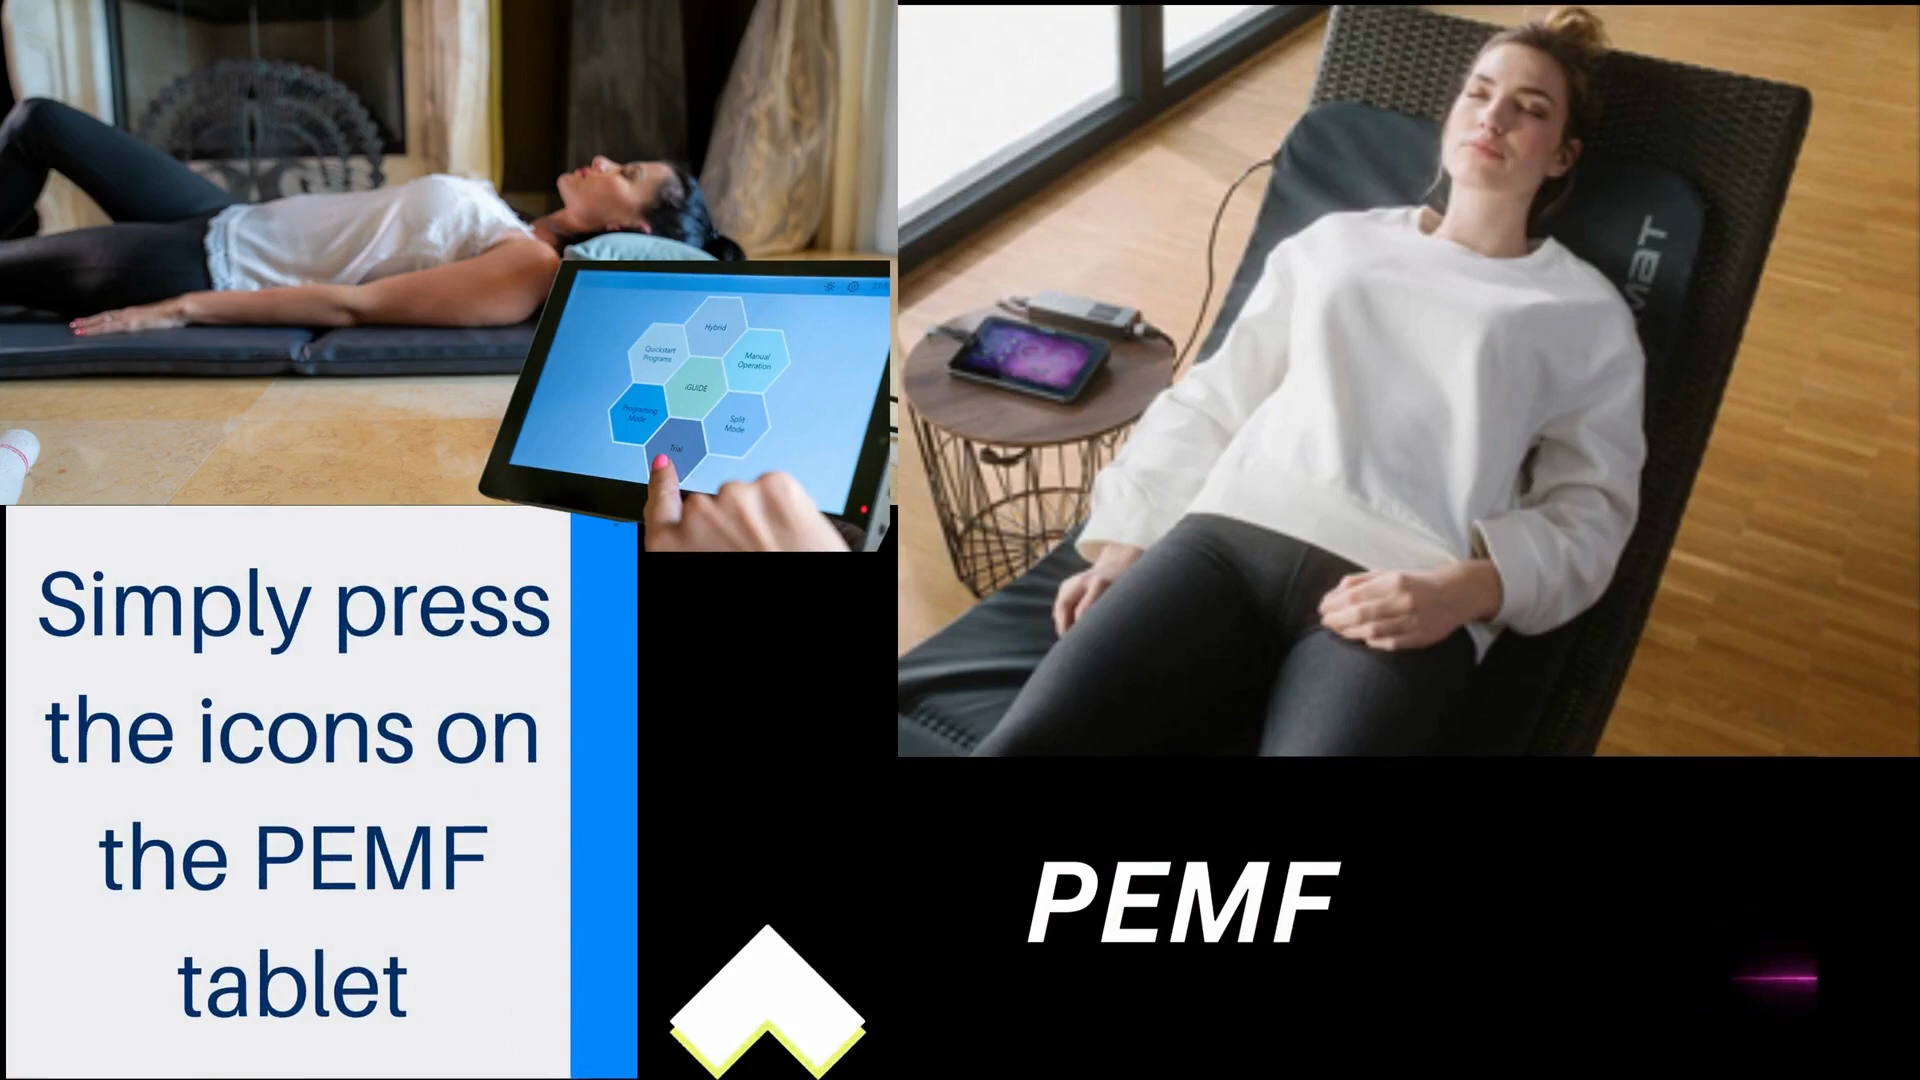 Hybrid
Quickstart
Programs
Manual
Operation
iGUIDE
Programing
Mode
Split
Mode
Trial
Simply press
the icons on
the PEMF
tablet
PEMF